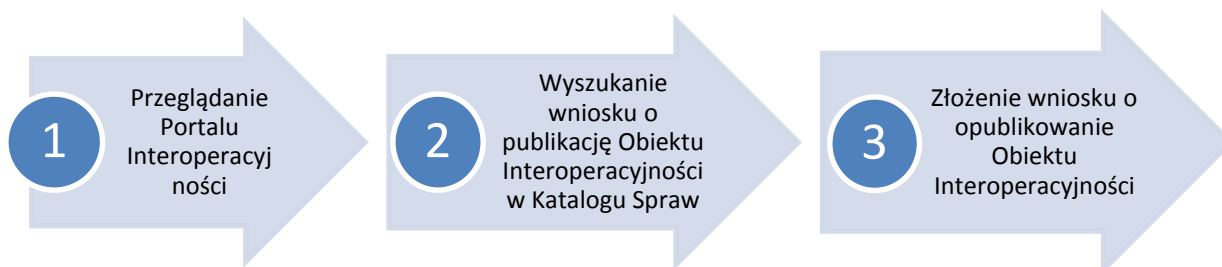 1
Przeglądanie
Portalu
Interoperacyj
ności
2
Wyszukanie
wniosku o
publikację Obiektu
Interoperacyjności
w Katalogu Spraw
3
Złożenie wniosku o
opublikowanie
Obiektu
Interoperacyjności